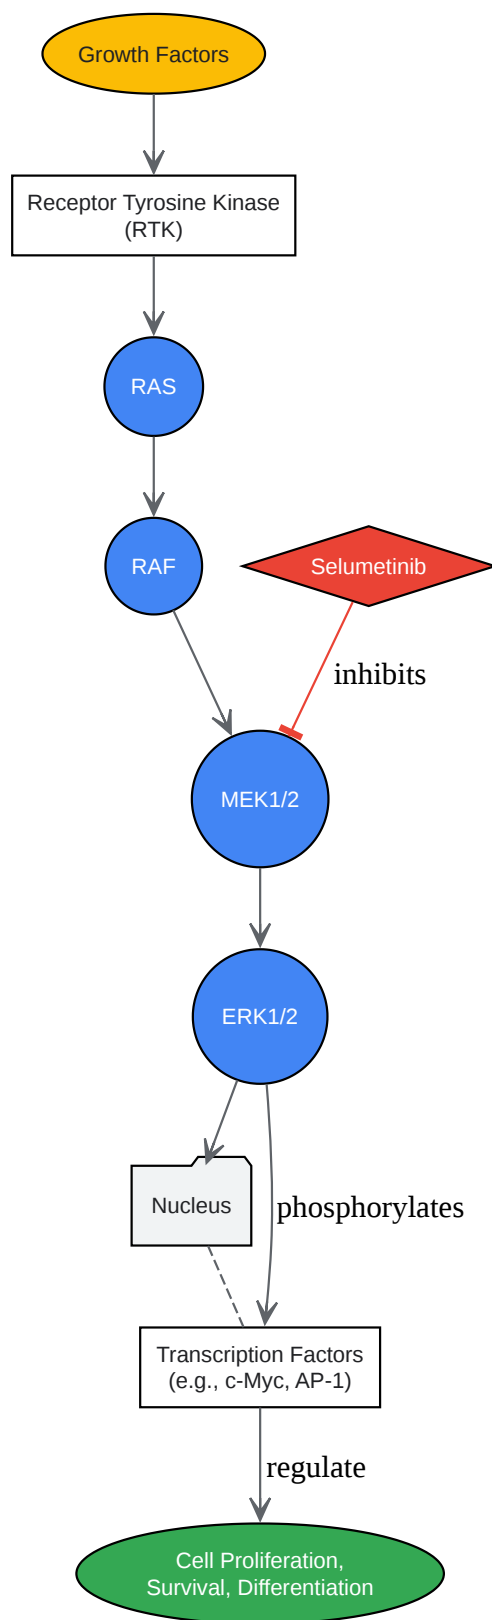 Growth Factors
Receptor Tyrosine Kinase
(RTK)
RAS
RAF
Selumetinib
inhibits
MEK1/2
ERK1/2
Nucleus
phosphorylates
Transcription Factors
(e.g., c-Myc, AP-1)
regulate
Cell Proliferation,
Survival, Differentiation